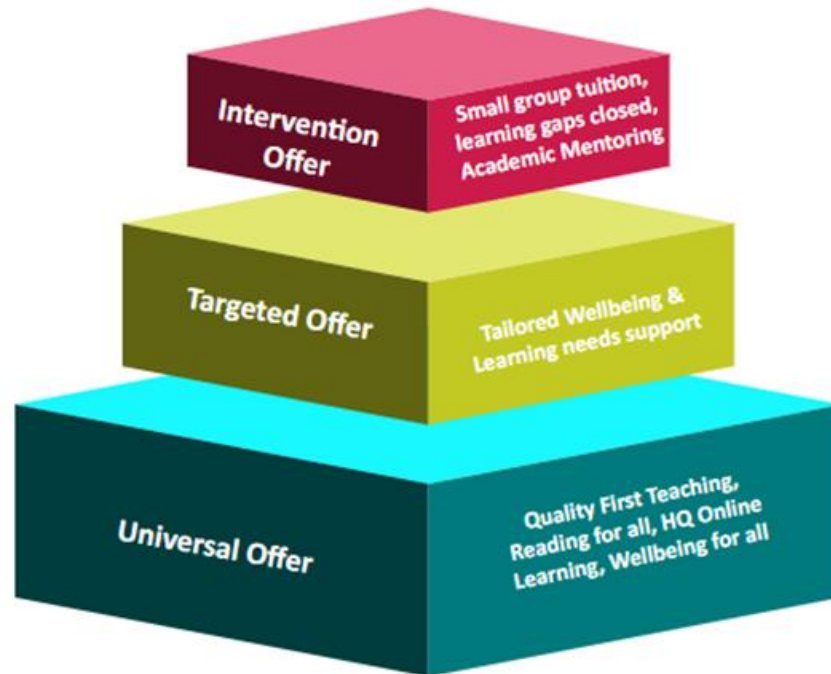 Intervention
Offer
Small group tuition,
learning gaps closed,
Academic Mentoring
Targeted Offer
Tailored Wellbeing &
Learning needs support
Universal Offer
Quality First Teaching,
Reading for all, HQ Online
Learning, Wellbeing for all